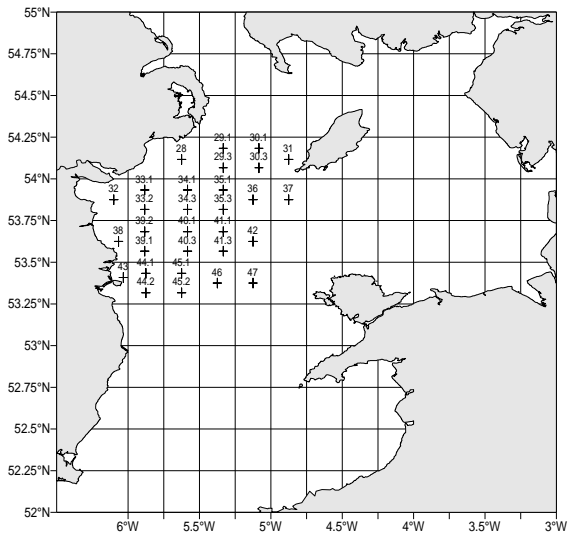 55°N
54.75°N
54.5°N
54.25°N
29.1 30.1
28 31
29.3 30.3
54°N
33.1 34.1 35.1
32 36 37
33.2 34.3 35.3
53.75°N
39.2 40.1 41.1
38 42
39.1 40.3 41.3
53.5°N
43 44.1 45.1
46 47
44.2 45.2
53.25°N
53°N
52.75°N
52.5°N
52.25°N
52°N
6°W 5.5°W 5°W 4.5°W 4°W 3.5°W 3°W